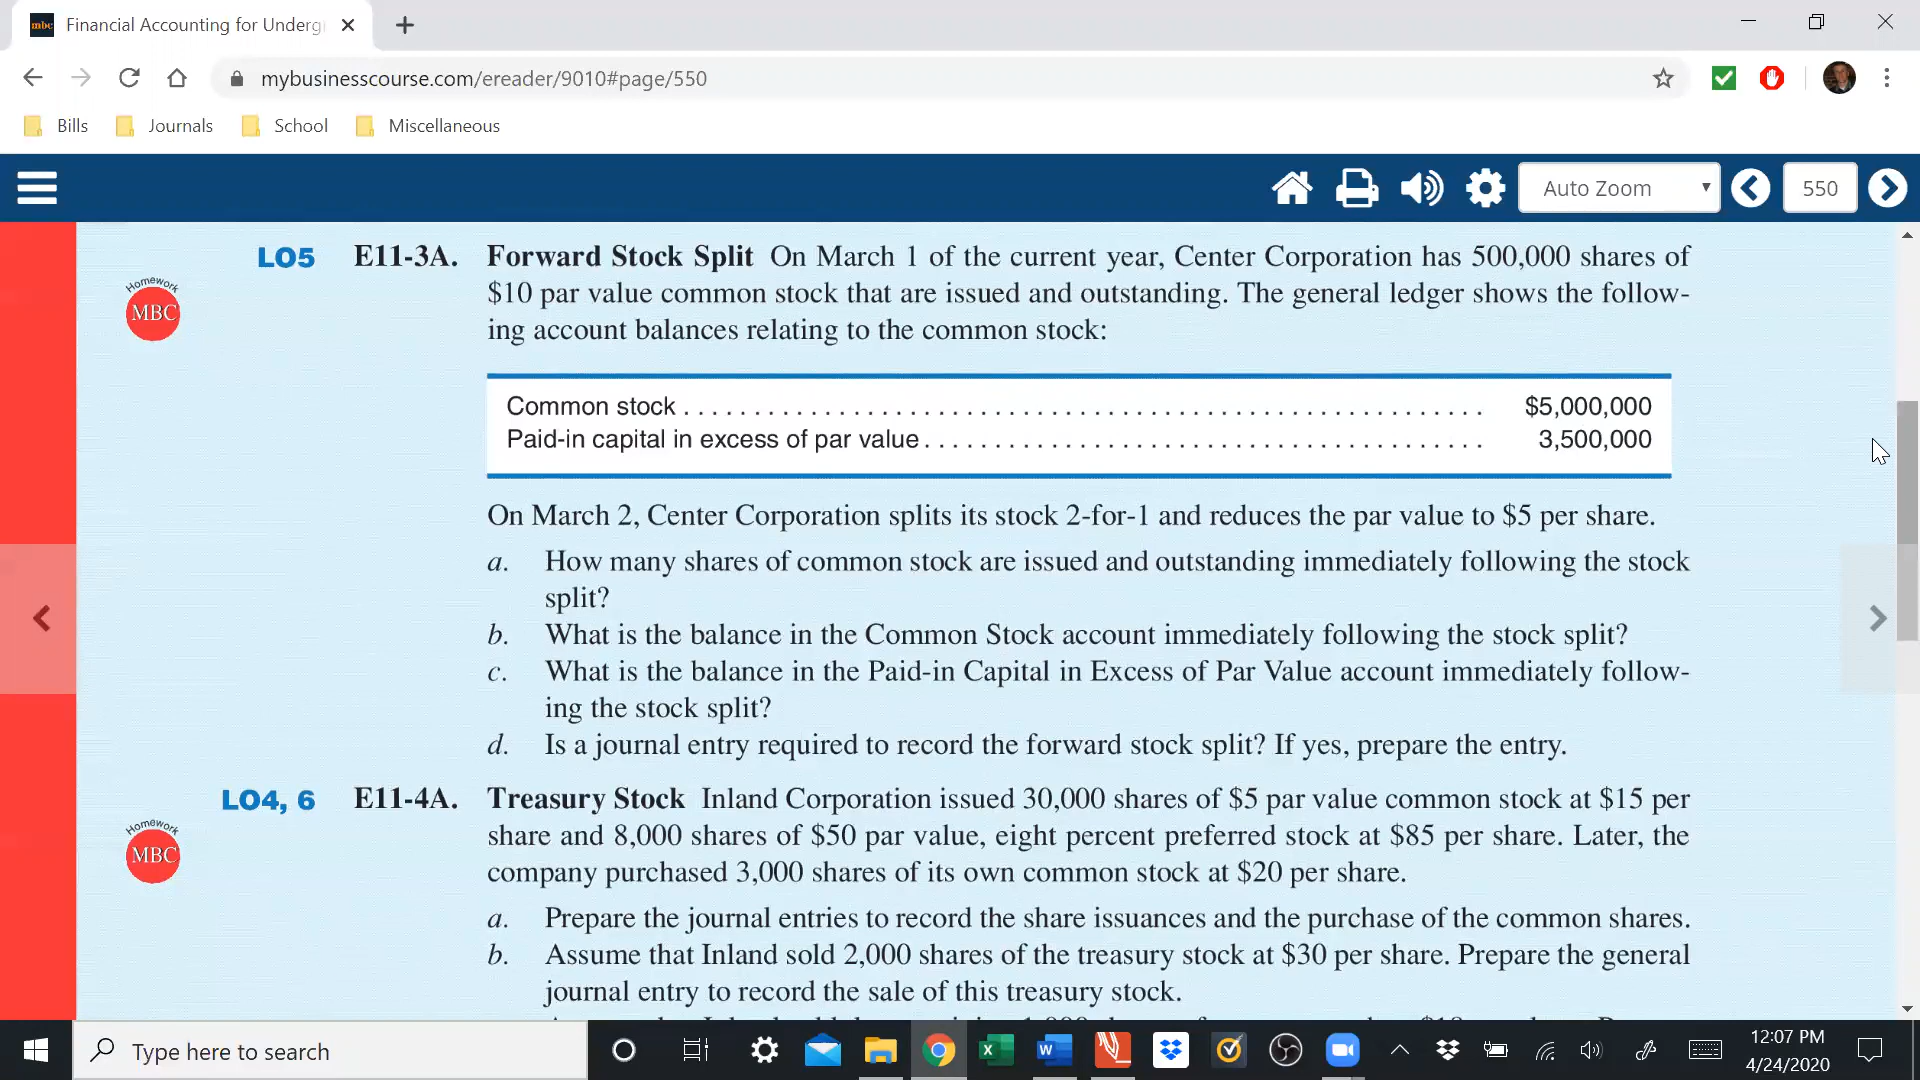 mbc Financial Accounting for Underg
mybusinesscourse.com/ereader/9010#page/550
Bills Journals School Miscellaneous
Auto Zoom 550
LO5 E11-3A. Forward Stock Split On March 1 of the current year, Center Corporation has 500,000 shares of
$10 par value common stock that are issued and outstanding. The general ledger shows the follow-
ing account balances relating to the common stock:
Homework
MBC
Common stock . . . . . . . . . . . . . . . . . . . . . . . . . . . . . . . . . . . . . . . . . . . . . . . . . . . . . . . . . $5,000,000
Paid-in capital in excess of par value . . . . . . . . . . . . . . . . . . . . . . . . . . . . . . . . . . . . . . . . 3,500,000
On March 2, Center Corporation splits its stock 2-for-1 and reduces the par value to $5 per share.
a. How many shares of common stock are issued and outstanding immediately following the stock
split?
b. What is the balance in the Common Stock account immediately following the stock split?
c. What is the balance in the Paid-in Capital in Excess of Par Value account immediately follow-
ing the stock split?
d. Is a journal entry required to record the forward stock split? If yes, prepare the entry.
LO4, 6 E11-4A. Treasury Stock Inland Corporation issued 30,000 shares of $5 par value common stock at $15 per
share and 8,000 shares of $50 par value, eight percent preferred stock at $85 per share. Later, the
company purchased 3,000 shares of its own common stock at $20 per share.
Homework
MBC
a. Prepare the journal entries to record the share issuances and the purchase of the common shares.
b. Assume that Inland sold 2,000 shares of the treasury stock at $30 per share. Prepare the general
journal entry to record the sale of this treasury stock.
Type here to search
12:07 PM
4/24/2020